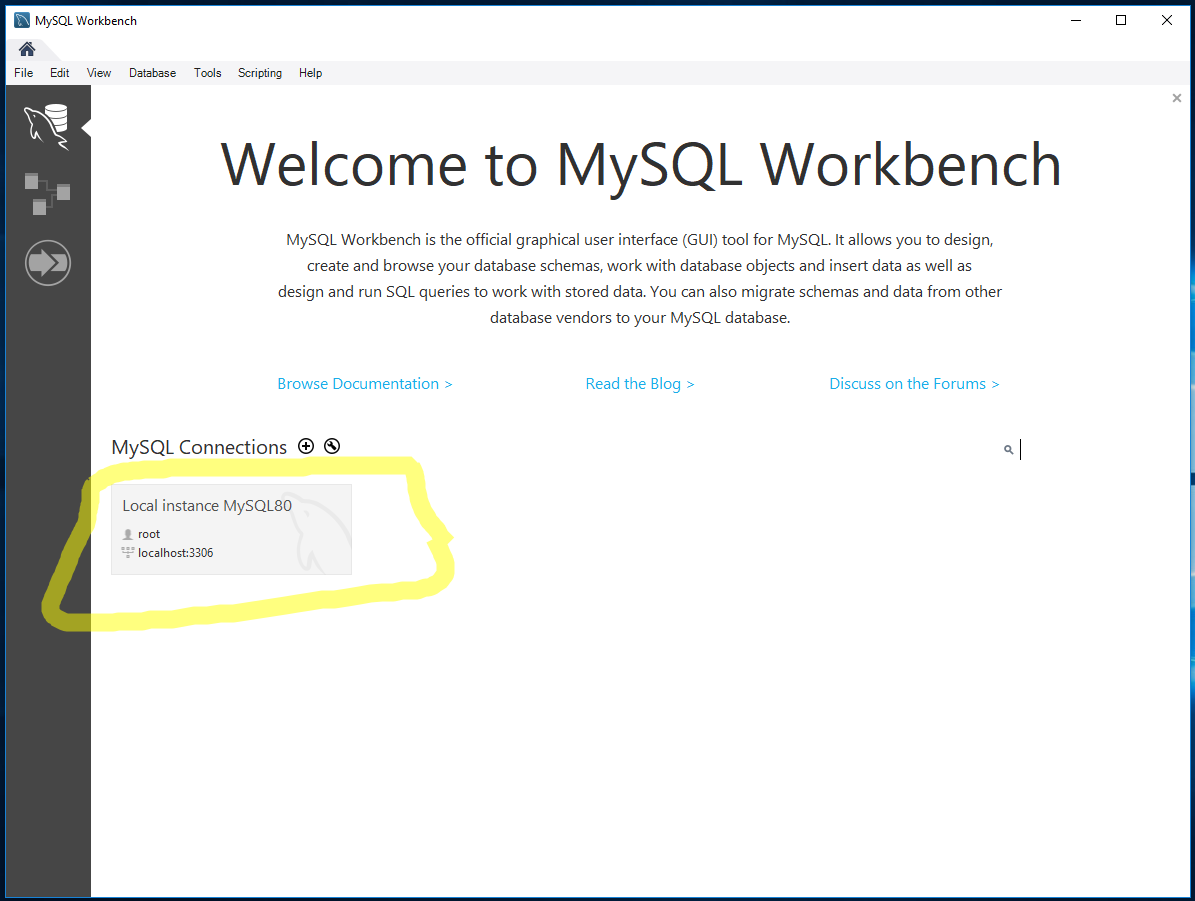 MySQL Workbench
File Edit View Database Tools Scripting Help
Welcome to MySQL Workbench
MySQL Workbench is the official graphical user interface (GUI) tool for MySQL. It allows you to design,
create and browse your database schemas, work with database objects and insert data as well as
design and run SQL queries to work with stored data. You can also migrate schemas and data from other
database vendors to your MySQL database.
Browse Documentation > Read the Blog > Discuss on the Forums >
MySQL Connections
Local instance MySQL80
root
localhost:3306